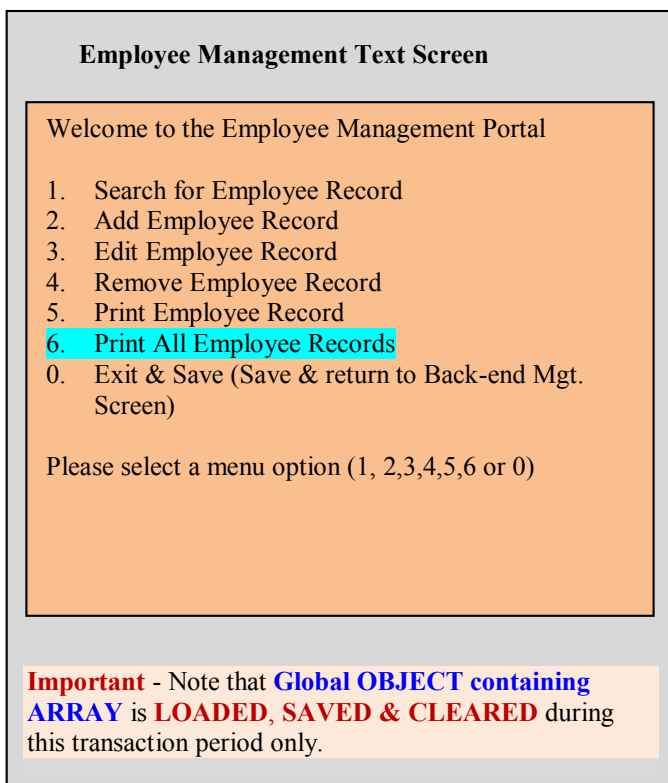 Employee Management Text Screen
Welcome to the Employee Management Portal
1. Search for Employee Record
2. Add Employee Record
3. Edit Employee Record
4. Remove Employee Record
5. Print Employee Record
6. Print All Employee Records
0. Exit & Save (Save & return to Back-end Mgt.
Screen)
Please select a menu option (1, 2,3,4,5,6 or 0)
Important - Note that Global OBJECT containing
ARRAY is LOADED, SAVED & CLEARED during
this transaction period only.